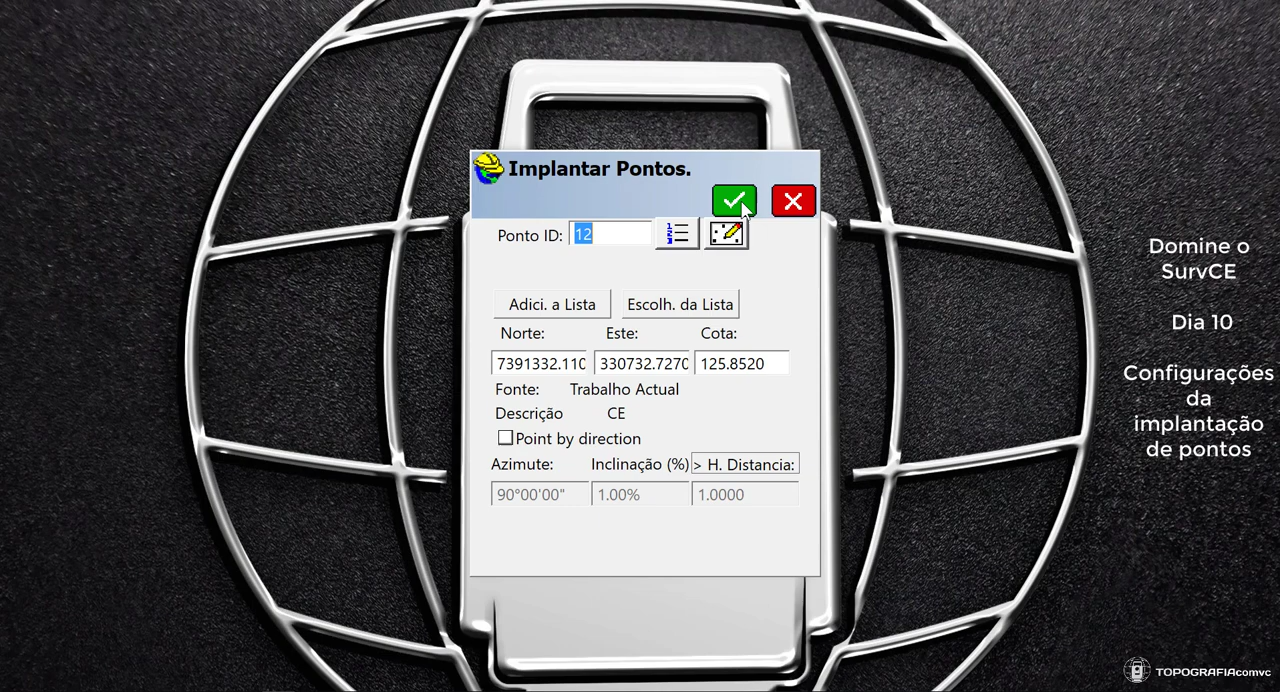 Implantar Pontos.
Ponto ID: 12
Adici. a Lista Escolh. da Lista
Norte: Este: Cota:
7391332.110 330732.7270 125.8520
Fonte: Trabalho Actual
Descrição CE
Point by direction
Azimute: Inclinação (%) > H. Distancia:
90°00'00" 1.00% 1.0000
Domine o
SurvCE
Dia 10
Configurações
da
implantação
de pontos
TOPOGRAFIAcomvc